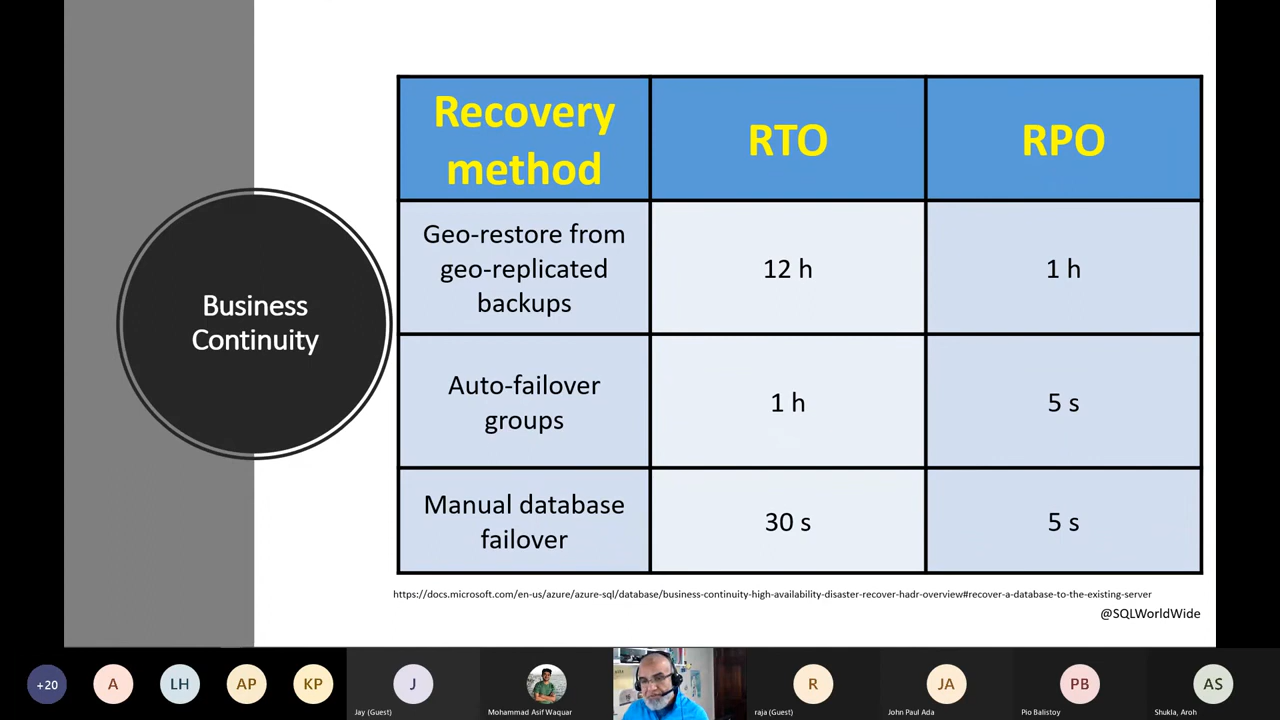 Business
Continuity
Recovery
method
RTO
RPO
Geo-restore from
geo-replicated
backups
12 h
1 h
Auto-failover
groups
1 h
5 s
Manual database
failover
30 s
5 s
https://docs.microsoft.com/en-us/azure/azure-sql/database/business-continuity-high-availability-disaster-recover-hadr-overview#recover-a-database-to-the-existing-server
@SQLWorldWide
+20
A
LH
AP
KP
J
R
JA
PB
AS
Jay (Guest)
Mohammad Asif Waquar
raja (Guest)
John Paul Ada
Pio Balistoy
Shukla, Aroh